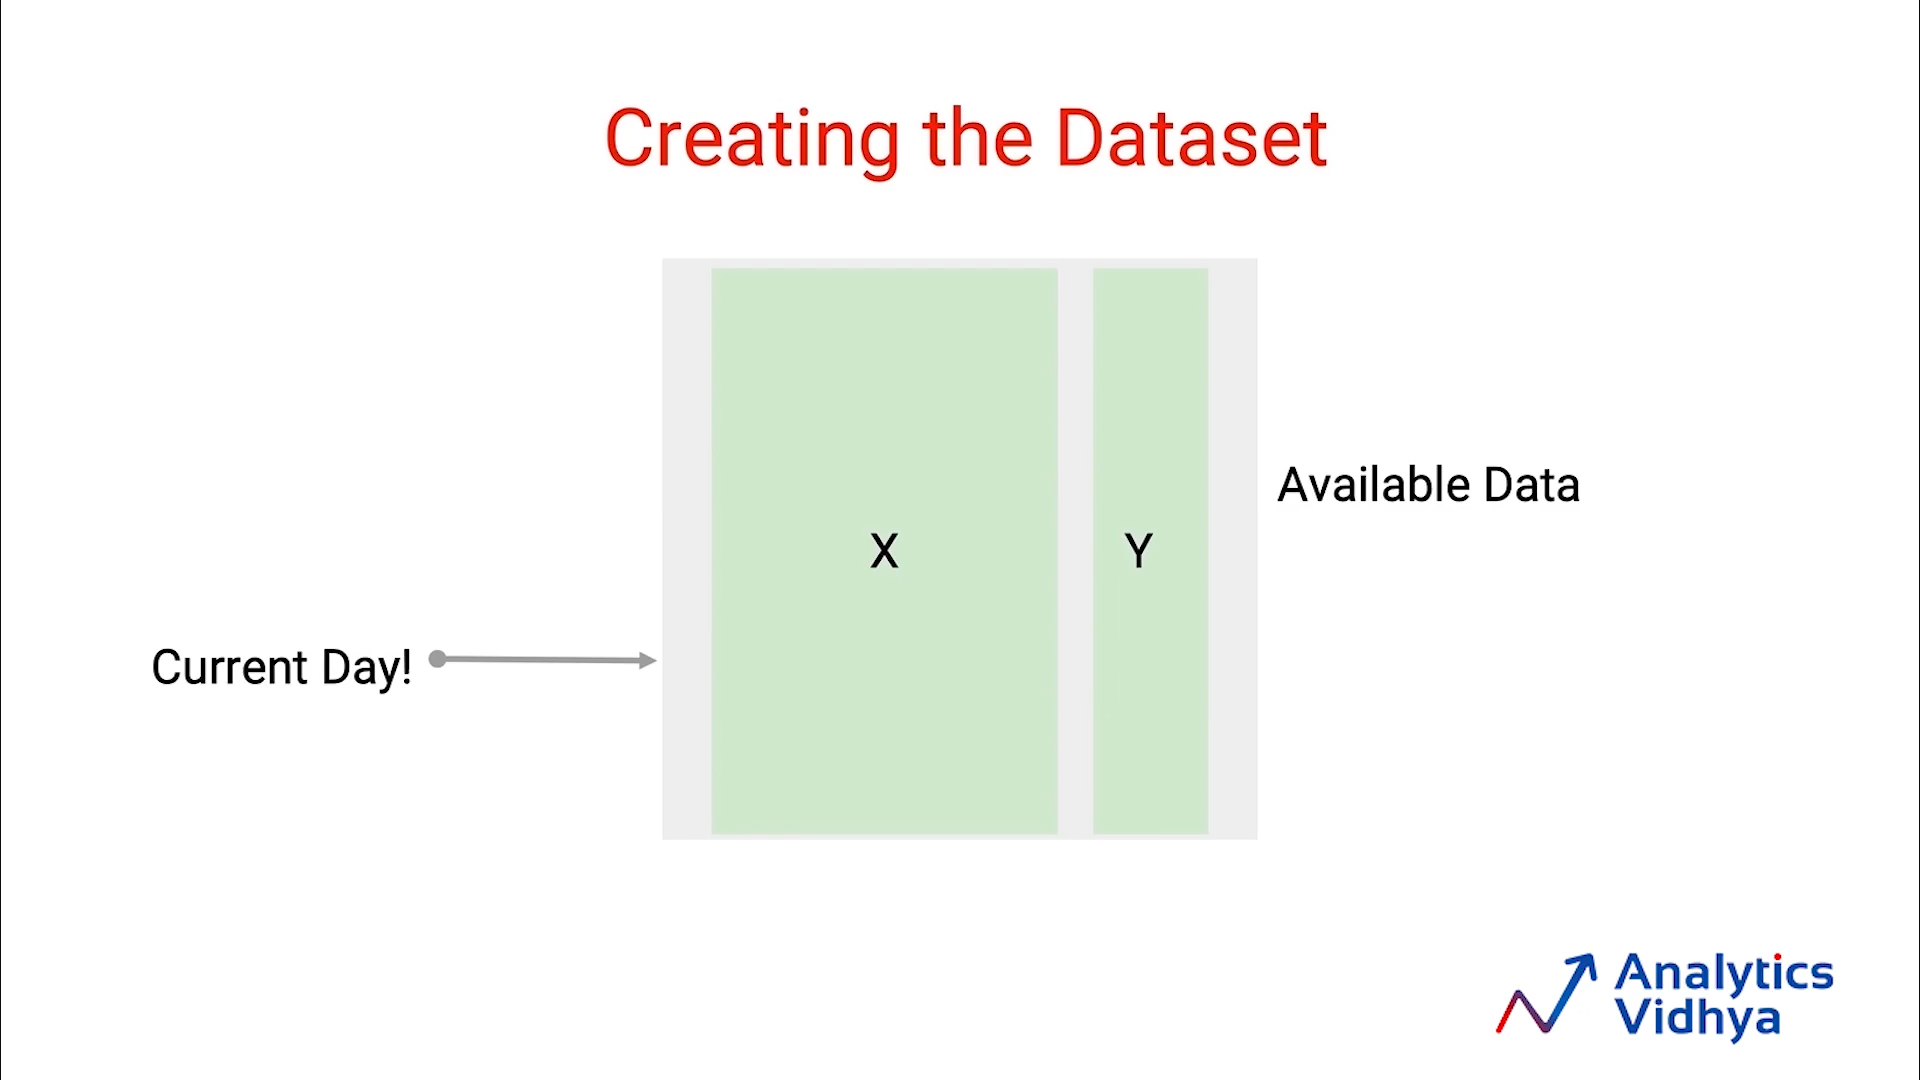 Creating the Dataset
X
Y
Available Data
Current Day!
Analytics
Vidhya